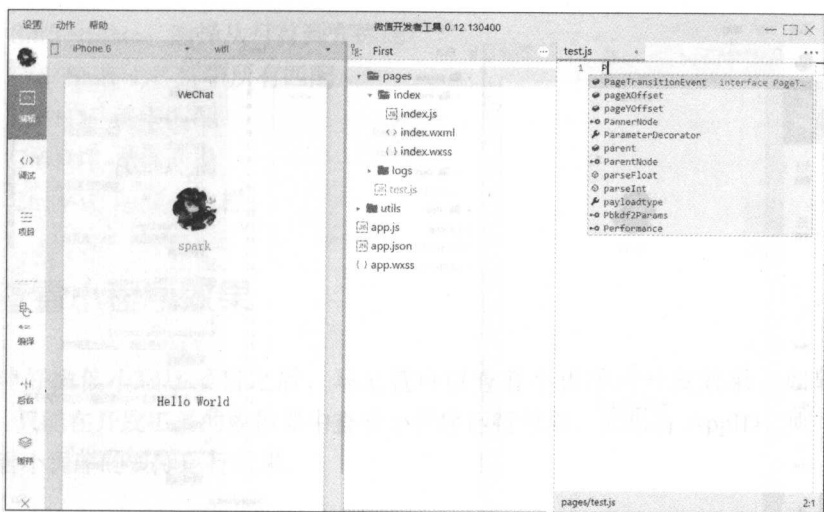 设置 动作 帮助 微信开发者工具 0.12 130400
iPhone 6 wifi
编辑
调试
项目
编译
后台
缓存
WeChat
spark
Hello World
First
pages
index
index.js
index.wxml
index.wxss
logs
test.js
utils
app.js
app.json
app.wxss
test.js
1 P
PageTransitionEvent interface PageT...
pageXOffset
pageYOffset
PannerNode
ParameterDecorator
parent
ParentNode
parseFloat
parseInt
payloadtype
Pbkdf2Params
Performance
pages/test.js 2:1